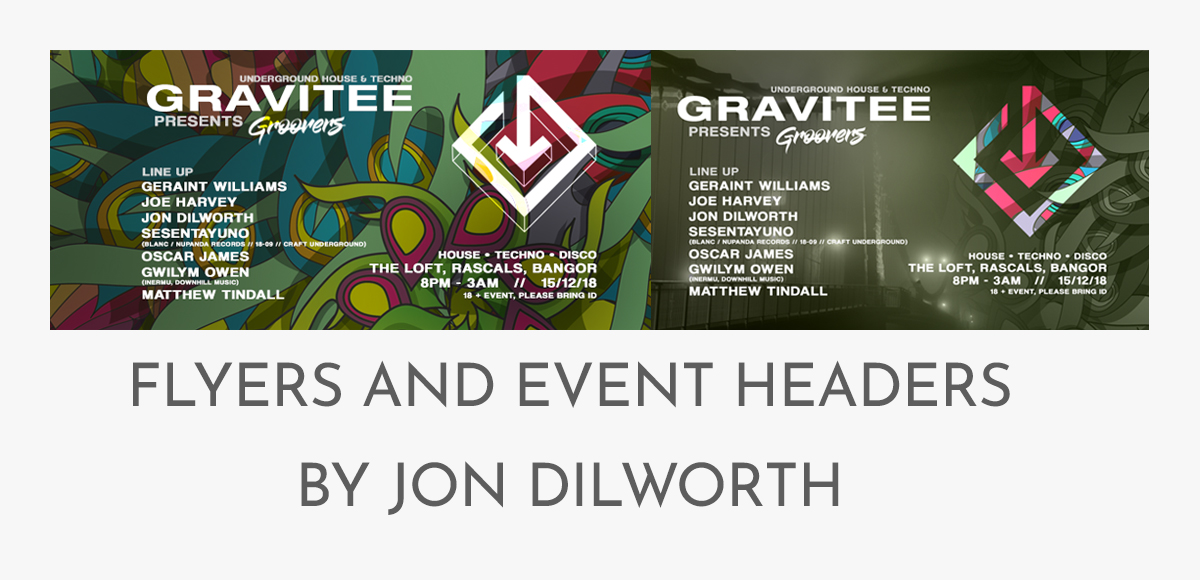 UNDERGROUND HOUSE & TECHNO
GRAVITEE
PRESENTS Groovers
LINE UP
GERAINT WILLIAMS
JOE HARVEY
JON DILWORTH
SESENTAYUNO
(BLANC / NUPANDA RECORDS // 18-09 // CRAFT UNDERGROUND)
OSCAR JAMES
GWILYM OWEN
(INERMU, DOWNHILL MUSIC)
MATTHEW TINDALL
HOUSE • TECHNO • DISCO
THE LOFT, RASCALS, BANGOR
8PM - 3AM // 15/12/18
18 + EVENT, PLEASE BRING ID
UNDERGROUND HOUSE & TECHNO
GRAVITEE
PRESENTS Groovers
LINE UP
GERAINT WILLIAMS
JOE HARVEY
JON DILWORTH
SESENTAYUNO
(BLANC / NUPANDA RECORDS // 18-09 // CRAFT UNDERGROUND)
OSCAR JAMES
GWILYM OWEN
(INERMU, DOWNHILL MUSIC)
MATTHEW TINDALL
HOUSE • TECHNO • DISCO
THE LOFT, RASCALS, BANGOR
8PM - 3AM // 15/12/18
18 + EVENT, PLEASE BRING ID
FLYERS AND EVENT HEADERS
BY JON DILWORTH